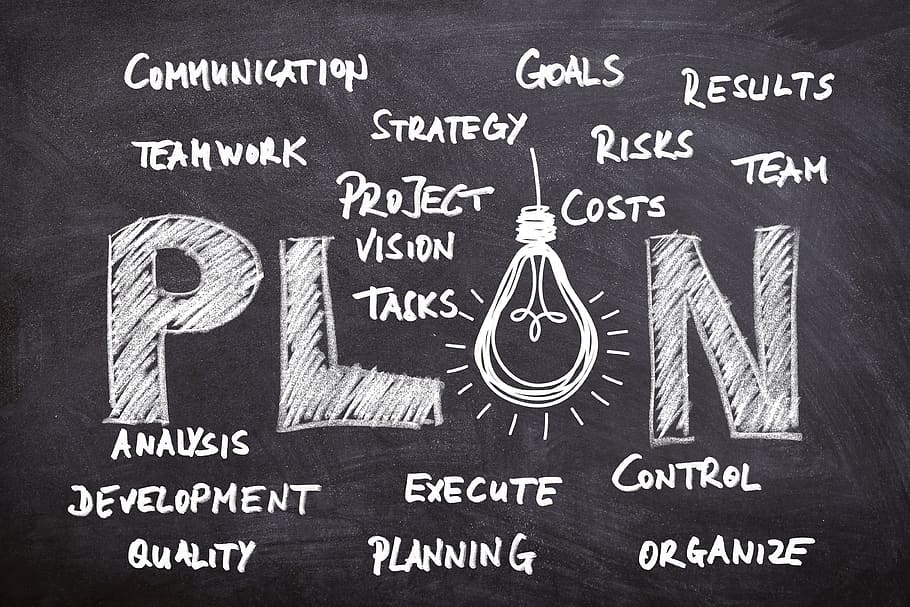 COMMUNICATION
GOALS
RESULTS
STRATEGY
TEAMWORK
RISKS
TEAM
PROJECT
COSTS
VISION
TASKS
PL N
ANALYSIS
CONTROL
DEVELOPMENT
EXECUTE
QUALITY
PLANNING
ORGANIZE